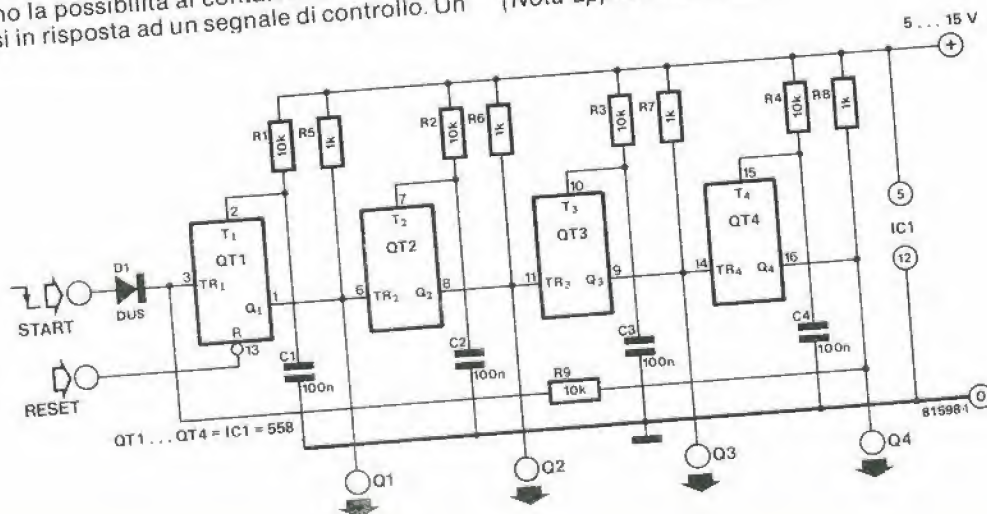 no la possibilità di
si in risposta ad un segnale di controllo. Un
(Nota
5 . . . 15 V
+
R1
10k
R5
1k
R2
10k
R6
1k
R3
10k
R7
1k
R4
10k
R8
1k
2
T1
QT1
7
T2
QT2
10
T3
QT3
15
T4
QT4
5
IC1
12
START
D1
DUS
3
TR1
Q1
1
R
13
6
TR2
Q2
8
11
TR3
Q3
9
14
TR4
Q4
16
RESET
C1
100n
C2
100n
C3
100n
C4
100n
R9
10k
QT1 . . . QT4 = IC1 = 558
81598-1
0
Q1
Q2
Q3
Q4